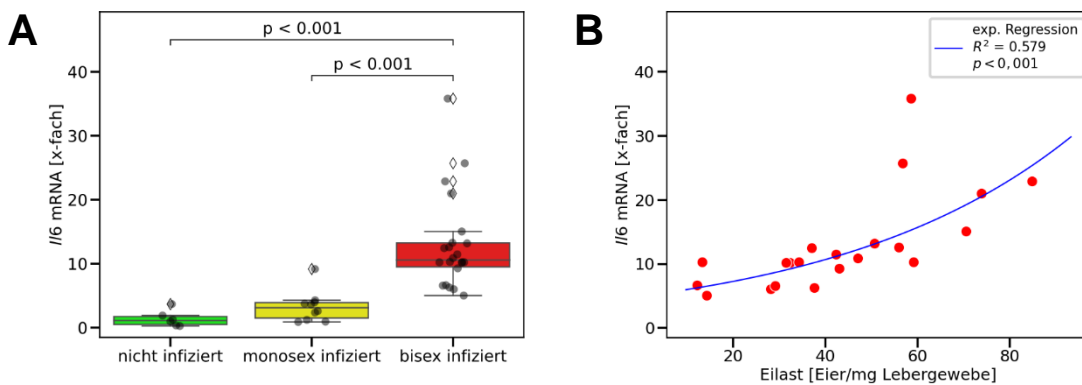 A
p < 0.001
p < 0.001
Il6 mRNA [x-fach]
40
30
20
10
0
nicht infiziert
monosex infiziert
bisex infiziert
B
exp. Regression
R² = 0.579
p < 0,001
Il6 mRNA [x-fach]
40
30
20
10
0
20
40
60
80
Eilast [Eier/mg Lebergewebe]